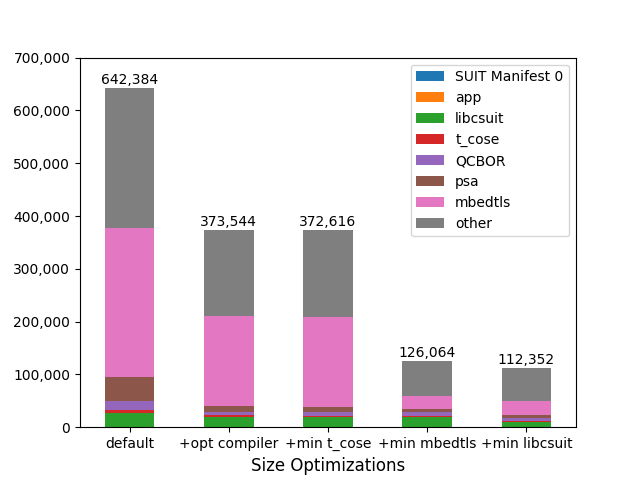 700,000
600,000
500,000
400,000
300,000
200,000
100,000
0
642,384
373,544
372,616
126,064
112,352
SUIT Manifest 0
app
libcsuit
t_cose
QCBOR
psa
mbedtls
other
default
+opt compiler
+min t_cose
+min mbedtls
+min libcsuit
Size Optimizations